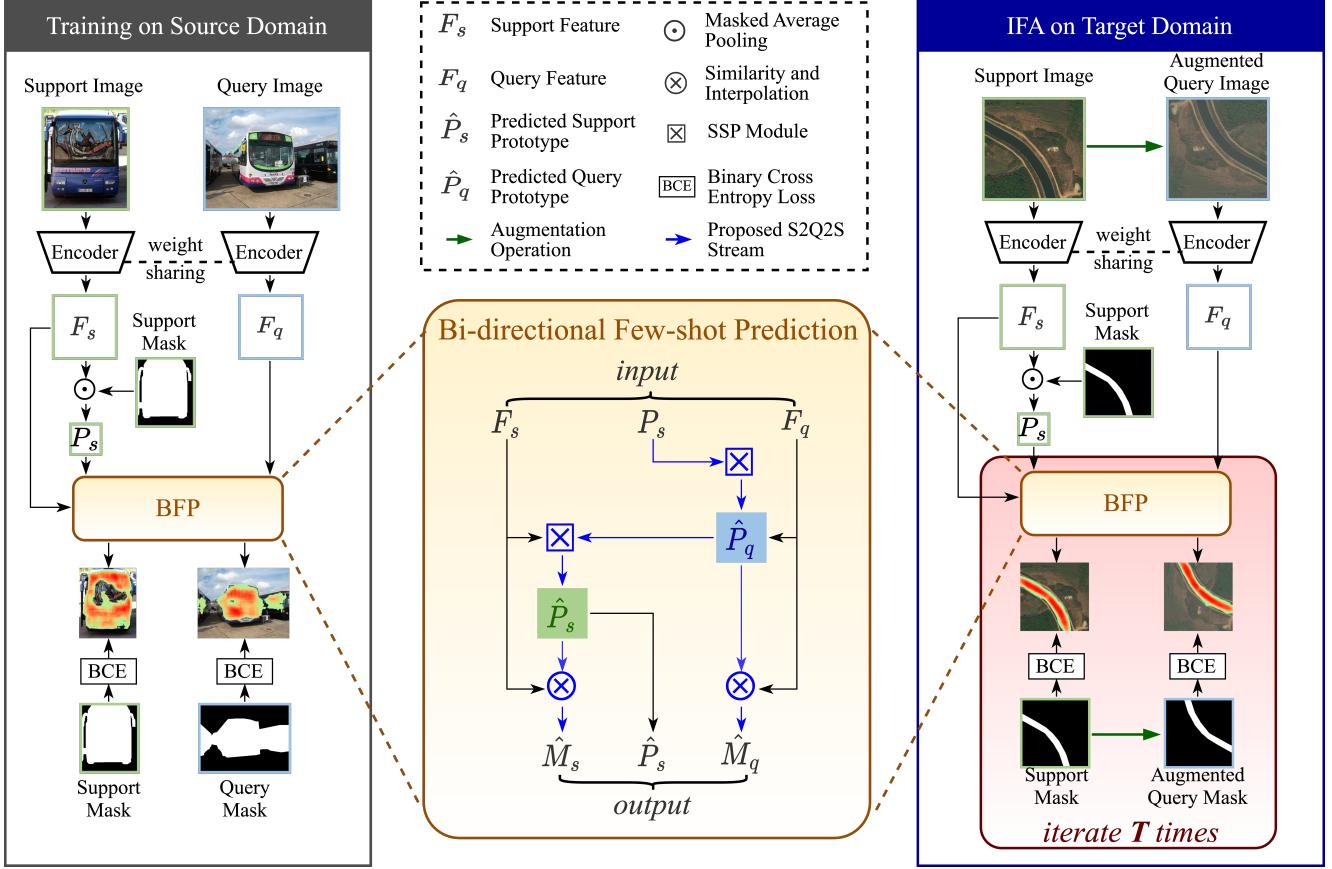 Training on Source Domain
Support Image
Query Image
Encoder
weight
sharing
Encoder
F_s
Support
Mask
F_q
P_s
BFP
BCE
BCE
Support
Mask
Query
Mask
F_s
Support Feature
Masked Average
Pooling
F_q
Query Feature
Similarity and
Interpolation
P̂_s
Predicted Support
Prototype
SSP Module
P̂_q
Predicted Query
Prototype
BCE
Binary Cross
Entropy Loss
Augmentation
Operation
Proposed S2Q2S
Stream
Bi-directional Few-shot Prediction
input
F_s
P_s
F_q
P̂_q
P̂_s
M̂_s
P̂_s
M̂_q
output
IFA on Target Domain
Support Image
Augmented
Query Image
Encoder
weight
sharing
Encoder
F_s
Support
Mask
F_q
P_s
BFP
BCE
BCE
Support
Mask
Augmented
Query Mask
iterate T times